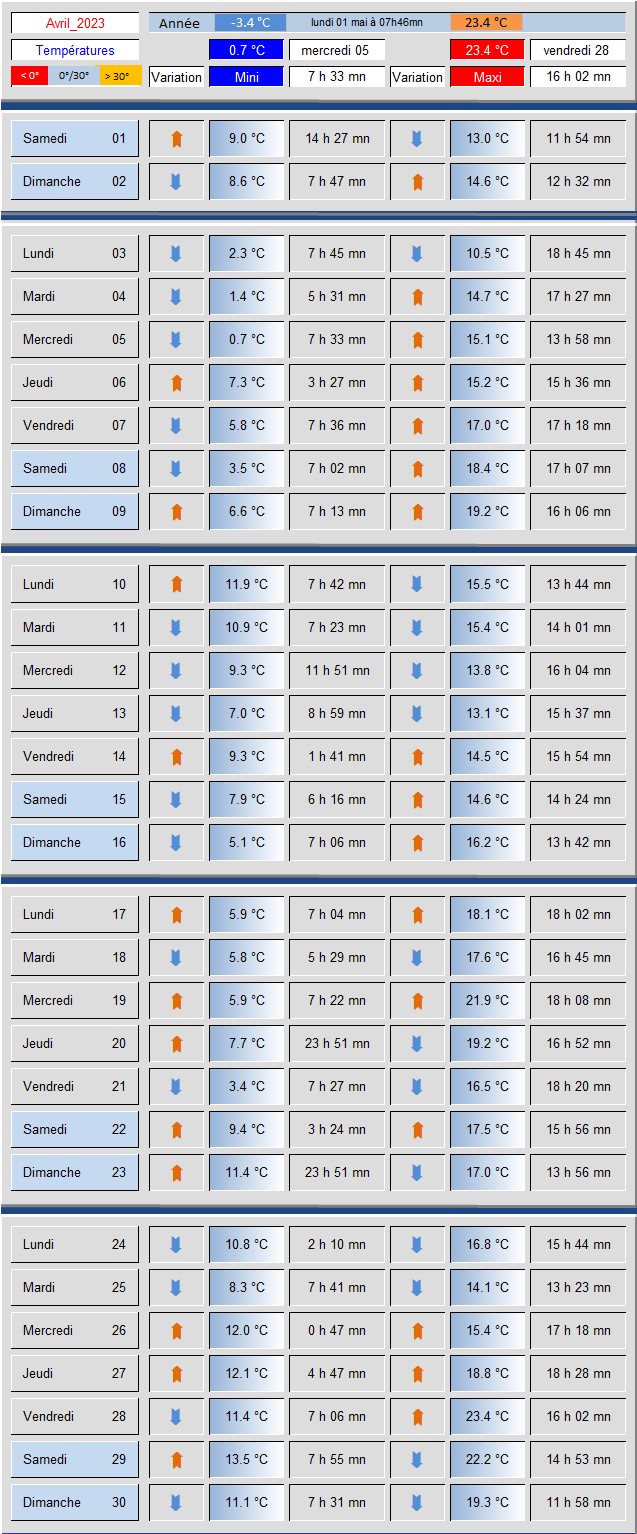 Avril_2023 Année -3.4 °C lundi 01 mai à 07h46mn 23.4 °C
Températures 0.7 °C mercredi 05 23.4 °C vendredi 28
< 0° 0°/30° > 30° Variation Mini 7 h 33 mn Variation Maxi 16 h 02 mn
Samedi 01 9.0 °C 14 h 27 mn 13.0 °C 11 h 54 mn
Dimanche 02 8.6 °C 7 h 47 mn 14.6 °C 12 h 32 mn
Lundi 03 2.3 °C 7 h 45 mn 10.5 °C 18 h 45 mn
Mardi 04 1.4 °C 5 h 31 mn 14.7 °C 17 h 27 mn
Mercredi 05 0.7 °C 7 h 33 mn 15.1 °C 13 h 58 mn
Jeudi 06 7.3 °C 3 h 27 mn 15.2 °C 15 h 36 mn
Vendredi 07 5.8 °C 7 h 36 mn 17.0 °C 17 h 18 mn
Samedi 08 3.5 °C 7 h 02 mn 18.4 °C 17 h 07 mn
Dimanche 09 6.6 °C 7 h 13 mn 19.2 °C 16 h 06 mn
Lundi 10 11.9 °C 7 h 42 mn 15.5 °C 13 h 44 mn
Mardi 11 10.9 °C 7 h 23 mn 15.4 °C 14 h 01 mn
Mercredi 12 9.3 °C 11 h 51 mn 13.8 °C 16 h 04 mn
Jeudi 13 7.0 °C 8 h 59 mn 13.1 °C 15 h 37 mn
Vendredi 14 9.3 °C 1 h 41 mn 14.5 °C 15 h 54 mn
Samedi 15 7.9 °C 6 h 16 mn 14.6 °C 14 h 24 mn
Dimanche 16 5.1 °C 7 h 06 mn 16.2 °C 13 h 42 mn
Lundi 17 5.9 °C 7 h 04 mn 18.1 °C 18 h 02 mn
Mardi 18 5.8 °C 5 h 29 mn 17.6 °C 16 h 45 mn
Mercredi 19 5.9 °C 7 h 22 mn 21.9 °C 18 h 08 mn
Jeudi 20 7.7 °C 23 h 51 mn 19.2 °C 16 h 52 mn
Vendredi 21 3.4 °C 7 h 27 mn 16.5 °C 18 h 20 mn
Samedi 22 9.4 °C 3 h 24 mn 17.5 °C 15 h 56 mn
Dimanche 23 11.4 °C 23 h 51 mn 17.0 °C 13 h 56 mn
Lundi 24 10.8 °C 2 h 10 mn 16.8 °C 15 h 44 mn
Mardi 25 8.3 °C 7 h 41 mn 14.1 °C 13 h 23 mn
Mercredi 26 12.0 °C 0 h 47 mn 15.4 °C 17 h 18 mn
Jeudi 27 12.1 °C 4 h 47 mn 18.8 °C 18 h 28 mn
Vendredi 28 11.4 °C 7 h 06 mn 23.4 °C 16 h 02 mn
Samedi 29 13.5 °C 7 h 55 mn 22.2 °C 14 h 53 mn
Dimanche 30 11.1 °C 7 h 31 mn 19.3 °C 11 h 58 mn